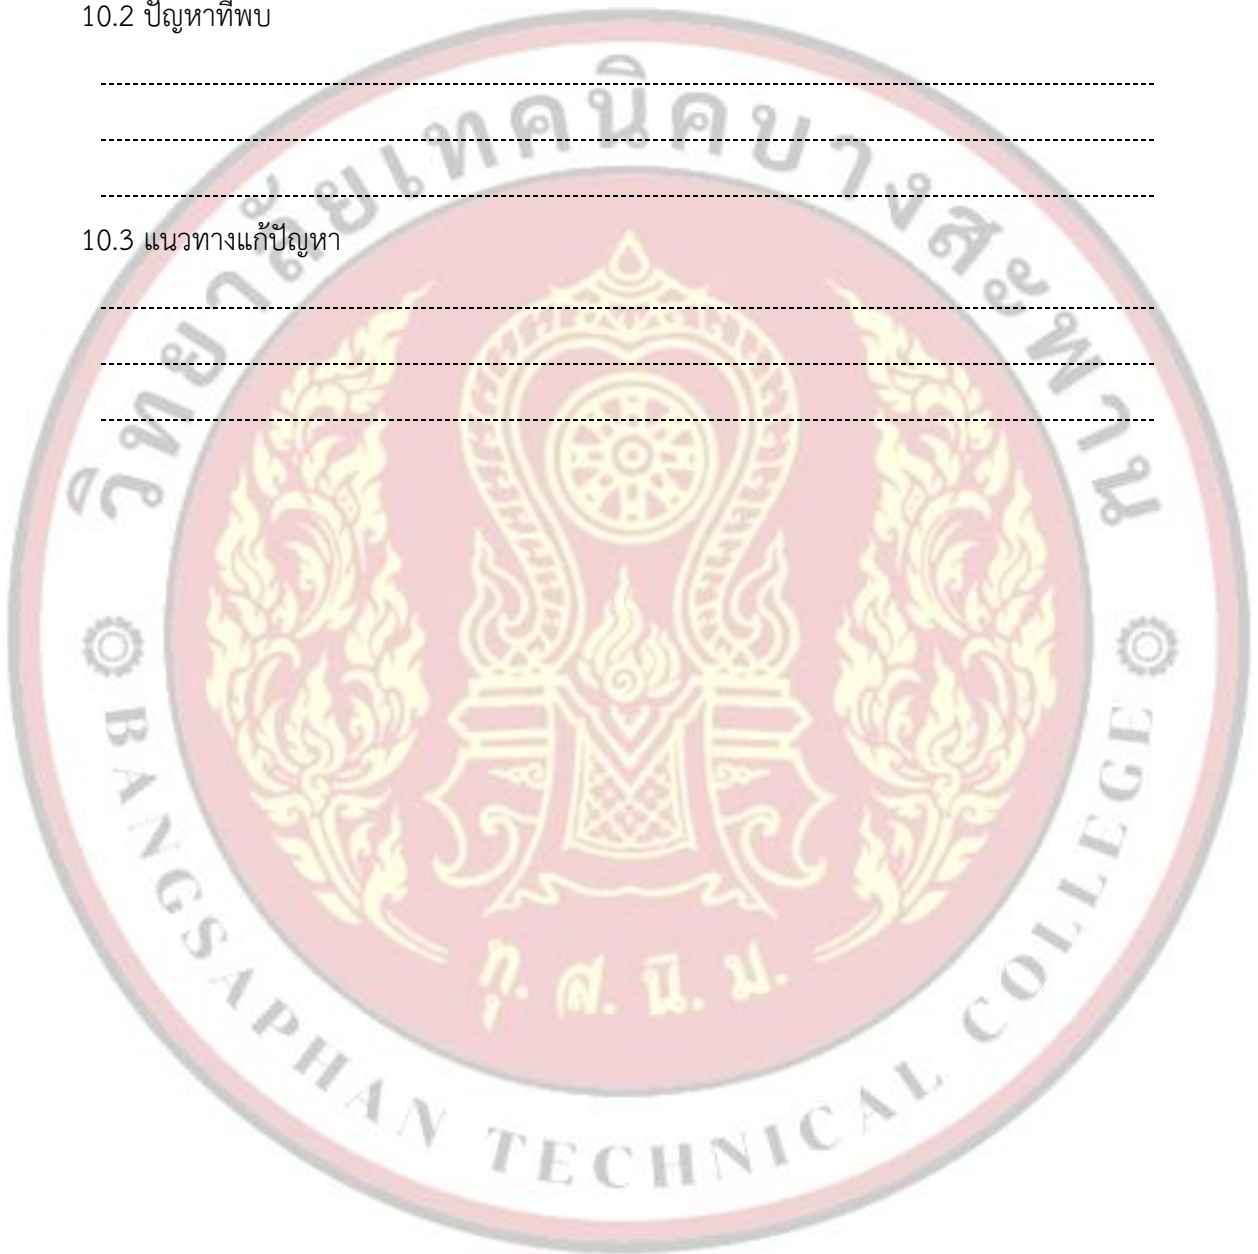 10.2 ปัญหาที่พบ
10.3 แนวทางแก้ปัญหา
วิทยาลัยเทคนิคบางสะพาน
ทุ. ส. นิ. ม.
BANGSAPHAN TECHNICAL COLLEGE